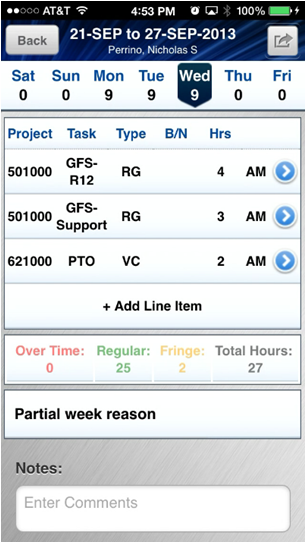 AT&T 4:53 PM 100%
Back 21-SEP to 27-SEP-2013
Perrino, Nicholas S
Sat Sun Mon Tue Wed Thu Fri
0 0 9 9 9 0 0
Project Task Type B/N Hrs
501000 GFS-R12 RG 4 AM
501000 GFS-Support RG 3 AM
621000 PTO VC 2 AM
+ Add Line Item
Over Time: Regular: Fringe: Total Hours:
0 25 2 27
Partial week reason
Notes:
Enter Comments